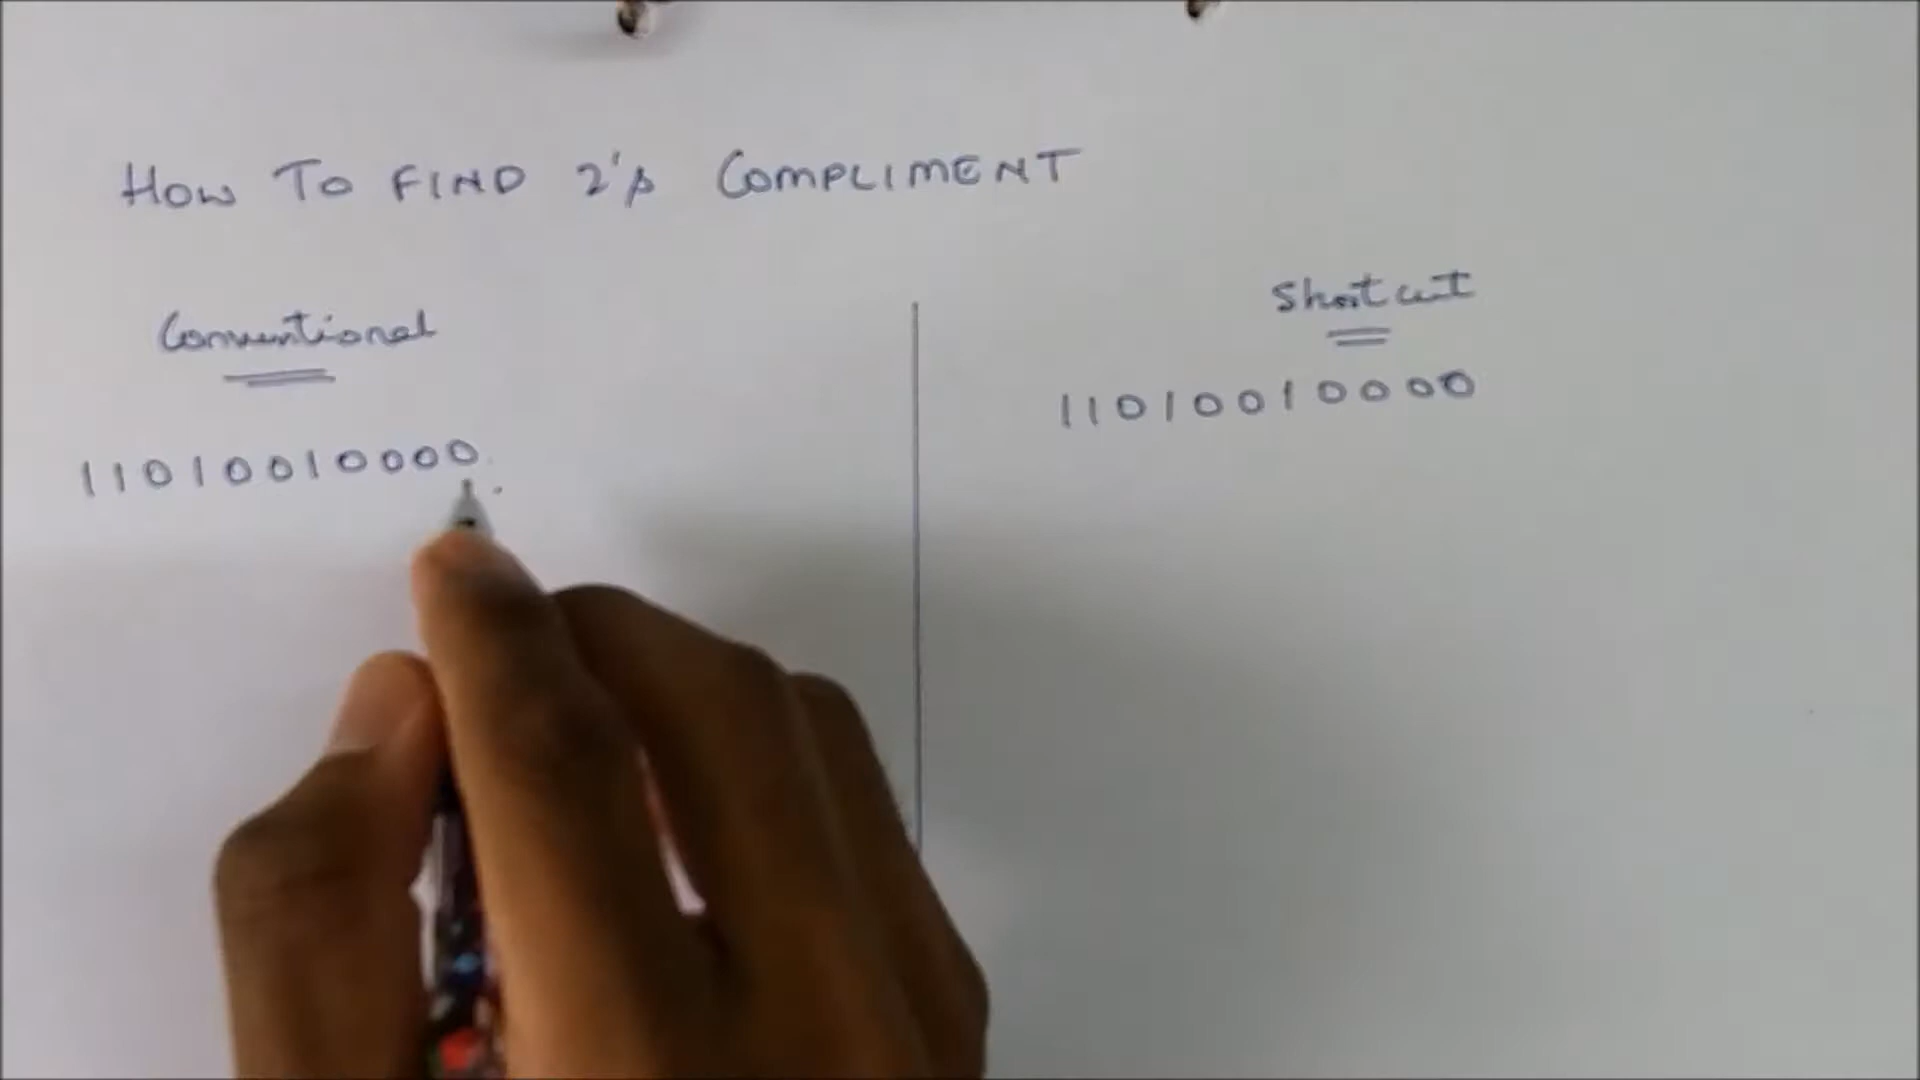 How To FIND 2's COMPLIMENT
Conventional
11010010000
Shortcut
11010010000